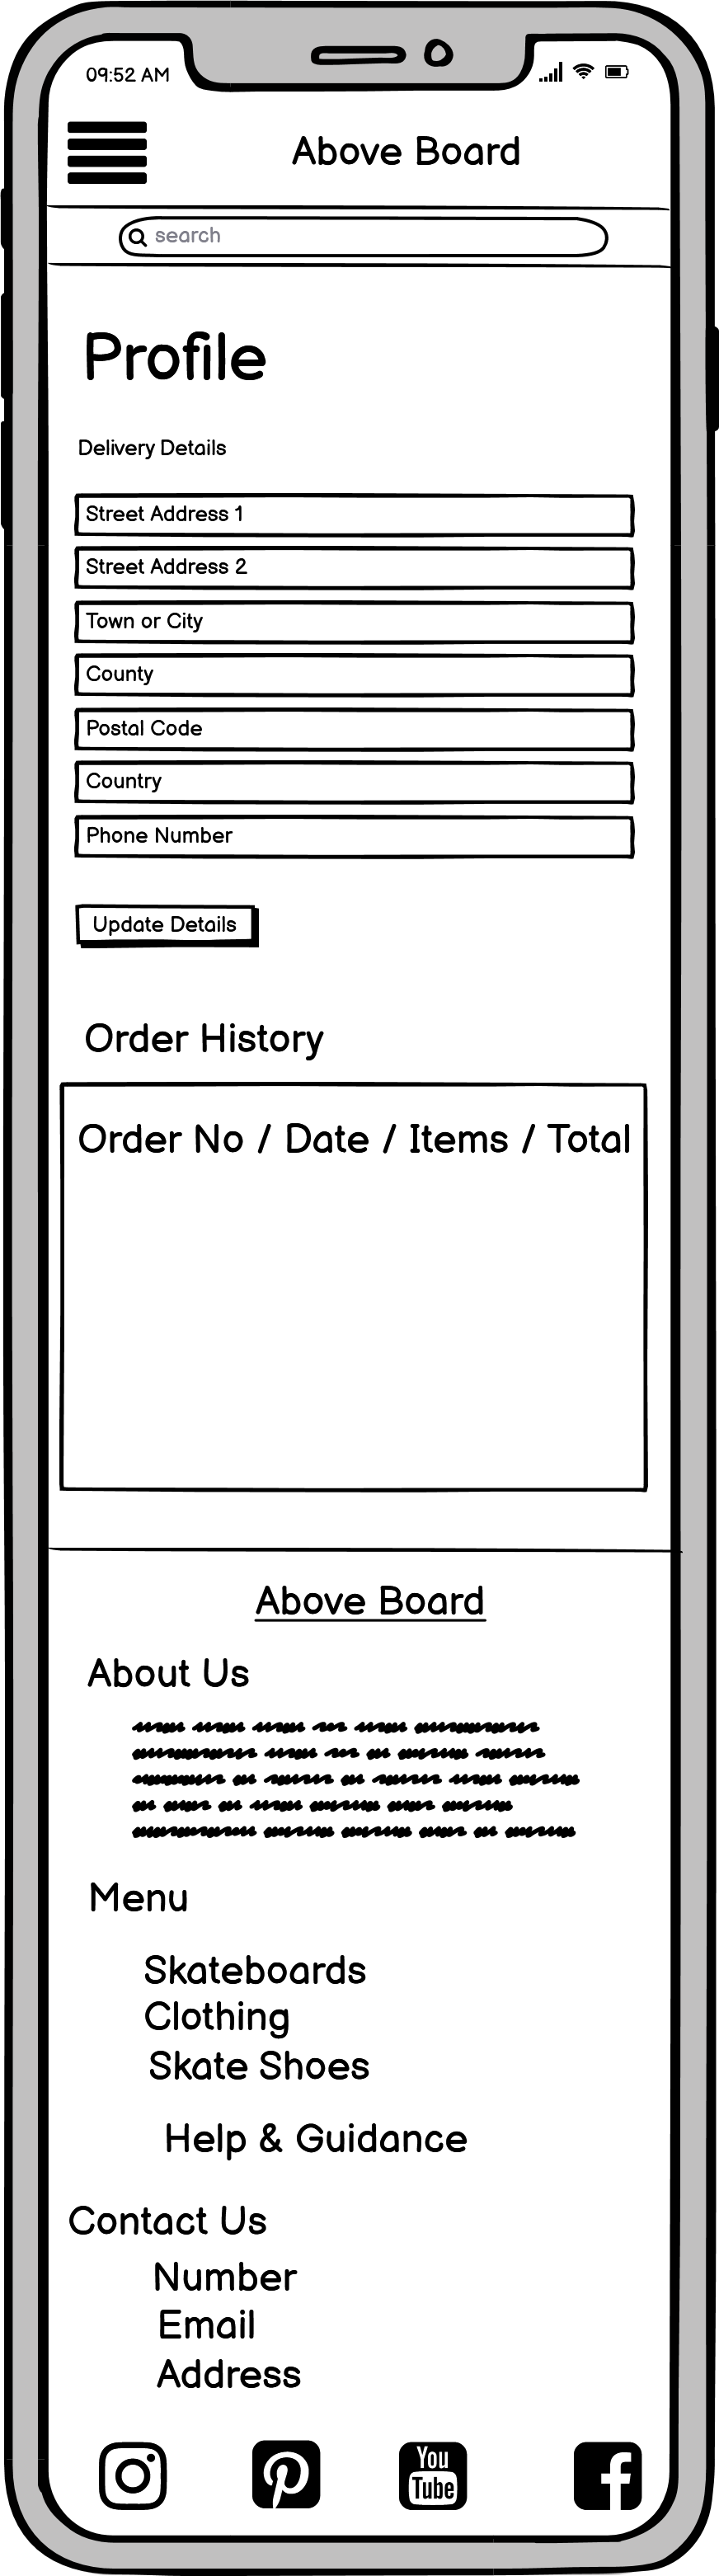 09:52 AM
Above Board
search
Profile
Delivery Details
Street Address 1
Street Address 2
Town or City
County
Postal Code
Country
Phone Number
Update Details
Order History
Order No / Date / Items / Total
Above Board
About Us
Menu
Skateboards
Clothing
Skate Shoes
Help & Guidance
Contact Us
Number
Email
Address
You
Tube